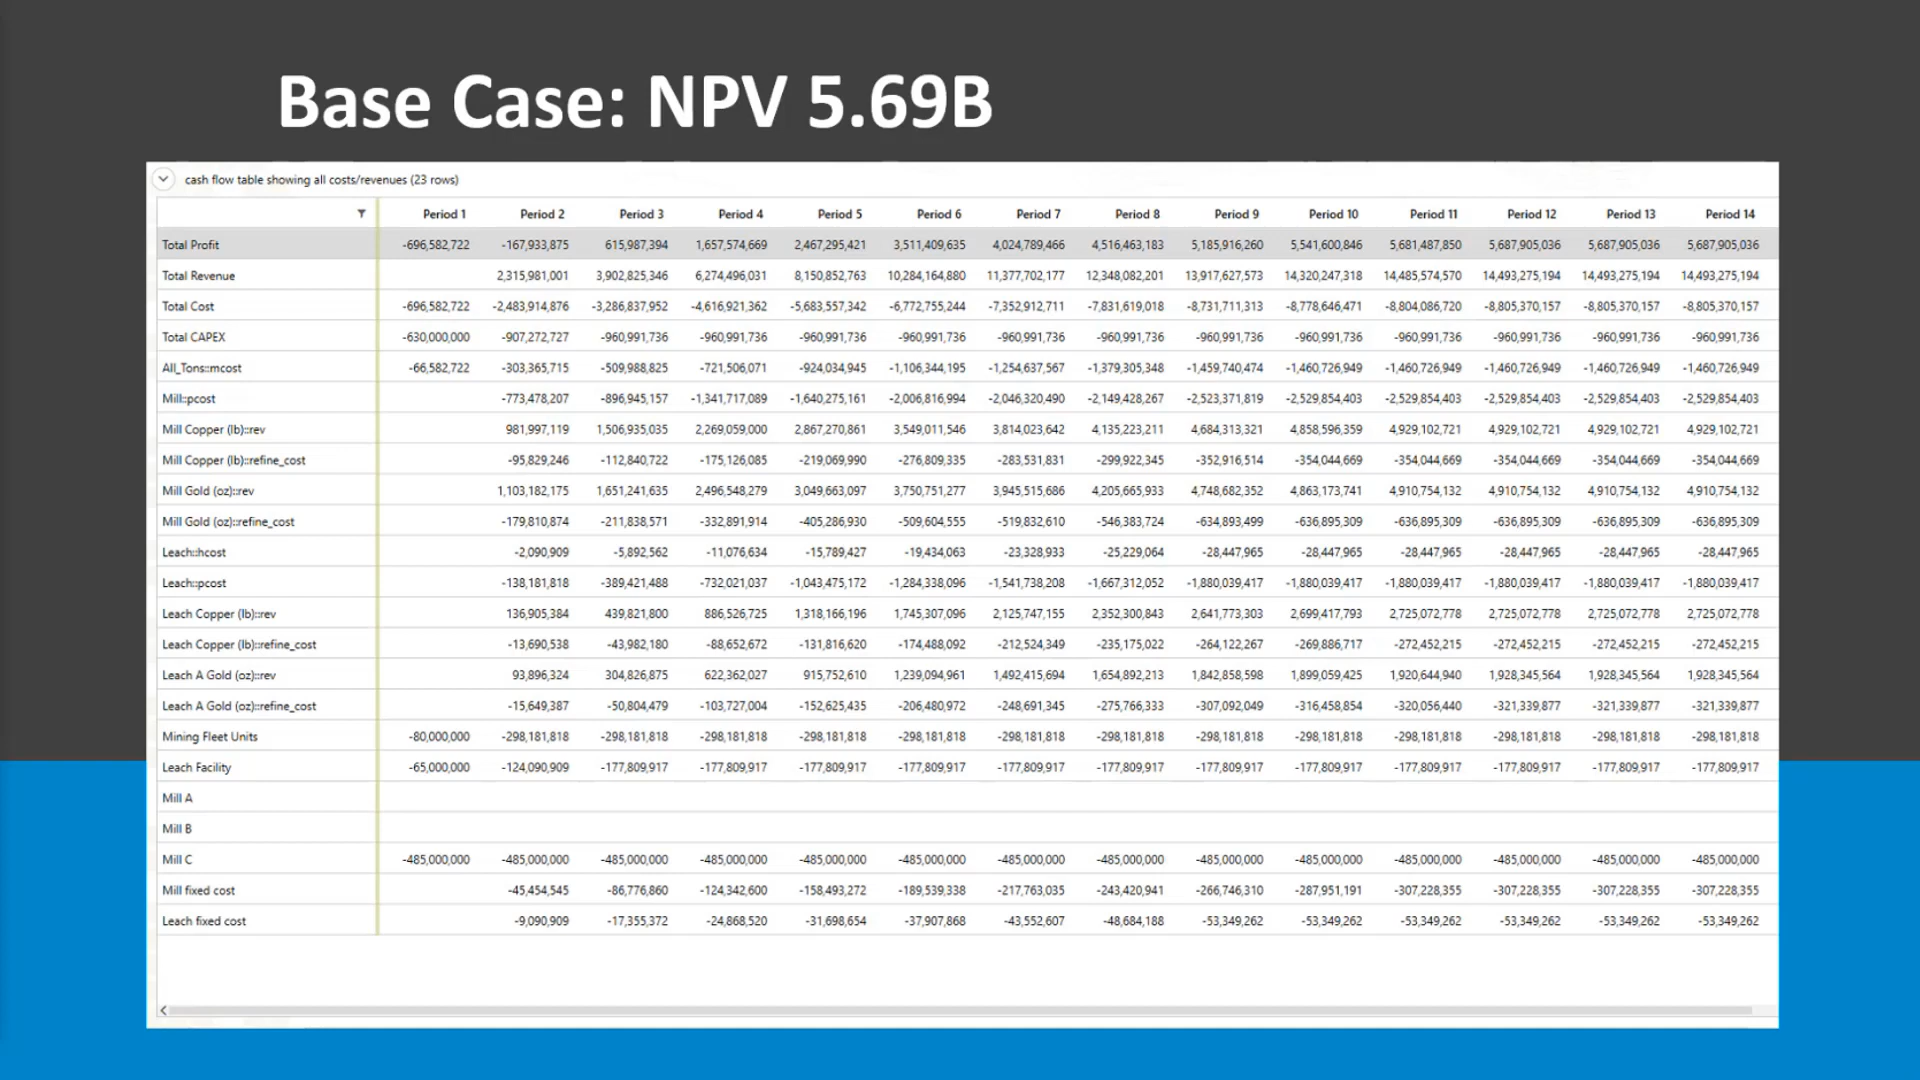 Base Case: NPV 5.69B
cash flow table showing all costs/revenues (23 rows)
Period 1 Period 2 Period 3 Period 4 Period 5 Period 6 Period 7 Period 8 Period 9 Period 10 Period 11 Period 12 Period 13 Period 14
Total Profit -696,582,722 -167,933,875 615,987,394 1,657,574,669 2,467,295,421 3,511,409,635 4,024,789,466 4,516,463,183 5,185,916,260 5,541,600,846 5,681,487,850 5,687,905,036 5,687,905,036 5,687,905,036
Total Revenue 2,315,981,001 3,902,825,346 6,274,496,031 8,150,852,763 10,284,164,880 11,377,702,177 12,348,082,201 13,917,627,573 14,320,247,318 14,485,574,570 14,493,275,194 14,493,275,194 14,493,275,194
Total Cost -696,582,722 -2,483,914,876 -3,286,837,952 -4,616,921,362 -5,683,557,342 -6,772,755,244 -7,352,912,711 -7,831,619,018 -8,731,711,313 -8,778,646,471 -8,804,086,720 -8,805,370,157 -8,805,370,157 -8,805,370,157
Total CAPEX -630,000,000 -907,272,727 -960,991,736 -960,991,736 -960,991,736 -960,991,736 -960,991,736 -960,991,736 -960,991,736 -960,991,736 -960,991,736 -960,991,736 -960,991,736 -960,991,736
All_Tons::mcost -66,582,722 -303,365,715 -509,988,825 -721,506,071 -924,034,945 -1,106,344,195 -1,254,637,567 -1,379,305,348 -1,459,740,474 -1,460,726,949 -1,460,726,949 -1,460,726,949 -1,460,726,949 -1,460,726,949
Mill::pcost -773,478,207 -896,945,157 -1,341,717,089 -1,640,275,161 -2,006,816,994 -2,046,320,490 -2,149,428,267 -2,523,371,819 -2,529,854,403 -2,529,854,403 -2,529,854,403 -2,529,854,403 -2,529,854,403
Mill Copper (lb)::rev 981,997,119 1,506,935,035 2,269,059,000 2,867,270,861 3,549,011,546 3,814,023,642 4,135,223,211 4,684,313,321 4,858,596,359 4,929,102,721 4,929,102,721 4,929,102,721 4,929,102,721
Mill Copper (lb)::refine_cost -95,829,246 -112,840,722 -175,126,085 -219,069,990 -276,809,335 -283,531,831 -299,922,345 -352,916,514 -354,044,669 -354,044,669 -354,044,669 -354,044,669 -354,044,669
Mill Gold (oz)::rev 1,103,182,175 1,651,241,635 2,496,548,279 3,049,663,097 3,750,751,277 3,945,515,686 4,205,665,933 4,748,682,352 4,863,173,741 4,910,754,132 4,910,754,132 4,910,754,132 4,910,754,132
Mill Gold (oz)::refine_cost -179,810,874 -211,838,571 -332,891,914 -405,286,930 -509,604,555 -519,832,610 -546,383,724 -634,893,499 -636,895,309 -636,895,309 -636,895,309 -636,895,309 -636,895,309
Leach::hcost -2,090,909 -5,892,562 -11,076,634 -15,789,427 -19,434,063 -23,328,933 -25,229,064 -28,447,965 -28,447,965 -28,447,965 -28,447,965 -28,447,965 -28,447,965
Leach::pcost -138,181,818 -389,421,488 -732,021,037 -1,043,475,172 -1,284,338,096 -1,541,738,208 -1,667,312,052 -1,880,039,417 -1,880,039,417 -1,880,039,417 -1,880,039,417 -1,880,039,417 -1,880,039,417
Leach Copper (lb)::rev 136,905,384 439,821,800 886,526,725 1,318,166,196 1,745,307,096 2,125,747,155 2,352,300,843 2,641,773,303 2,699,417,793 2,725,072,778 2,725,072,778 2,725,072,778 2,725,072,778
Leach Copper (lb)::refine_cost -13,690,538 -43,982,180 -88,652,672 -131,816,620 -174,488,092 -212,524,349 -235,175,022 -264,122,267 -269,886,717 -272,452,215 -272,452,215 -272,452,215 -272,452,215
Leach A Gold (oz)::rev 93,896,324 304,826,875 622,362,027 915,752,610 1,239,094,961 1,492,415,694 1,654,892,213 1,842,858,598 1,899,059,425 1,920,644,940 1,928,345,564 1,928,345,564 1,928,345,564
Leach A Gold (oz)::refine_cost -15,649,387 -50,804,479 -103,727,004 -152,625,435 -206,480,972 -248,691,345 -275,766,333 -307,092,049 -316,458,854 -320,056,440 -321,339,877 -321,339,877 -321,339,877
Mining Fleet Units -80,000,000 -298,181,818 -298,181,818 -298,181,818 -298,181,818 -298,181,818 -298,181,818 -298,181,818 -298,181,818 -298,181,818 -298,181,818 -298,181,818 -298,181,818 -298,181,818
Leach Facility -65,000,000 -124,090,909 -177,809,917 -177,809,917 -177,809,917 -177,809,917 -177,809,917 -177,809,917 -177,809,917 -177,809,917 -177,809,917 -177,809,917 -177,809,917 -177,809,917
Mill A
Mill B
Mill C -485,000,000 -485,000,000 -485,000,000 -485,000,000 -485,000,000 -485,000,000 -485,000,000 -485,000,000 -485,000,000 -485,000,000 -485,000,000 -485,000,000 -485,000,000 -485,000,000
Mill fixed cost -45,454,545 -86,776,860 -124,342,600 -158,493,272 -189,539,338 -217,763,035 -243,420,941 -266,746,310 -287,951,191 -307,228,355 -307,228,355 -307,228,355 -307,228,355
Leach fixed cost -9,090,909 -17,355,372 -24,868,520 -31,698,654 -37,907,868 -43,552,607 -48,684,188 -53,349,262 -53,349,262 -53,349,262 -53,349,262 -53,349,262 -53,349,262